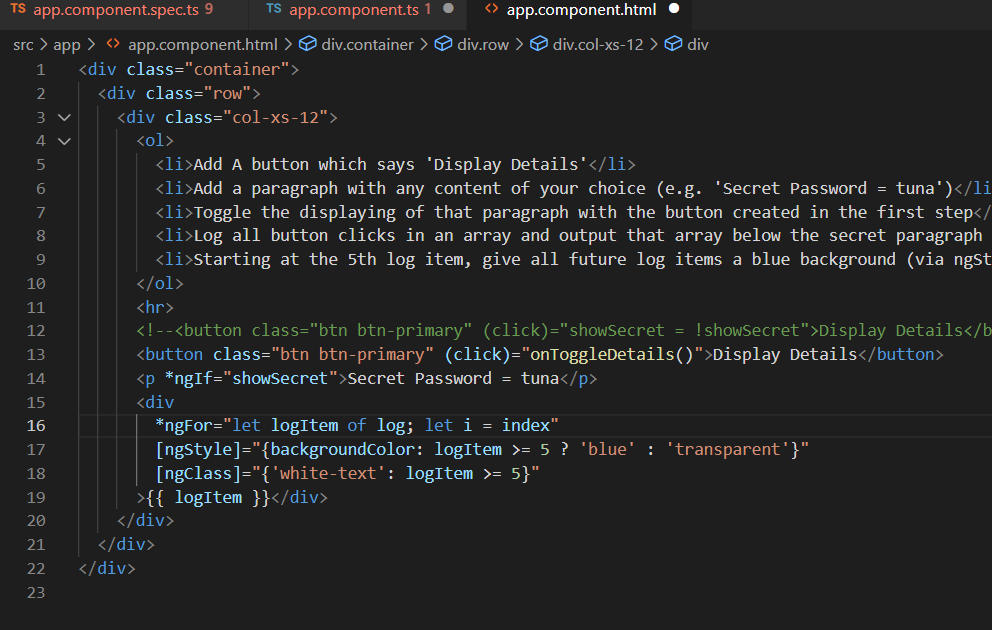 TS app.component.spec.ts 9 TS app.component.ts 1 <> app.component.html
src > app > <> app.component.html > div.container > div.row > div.col-xs-12 > div
1 <div class="container">
2 <div class="row">
3 <div class="col-xs-12">
4 <ol>
5 <li>Add A button which says 'Display Details'</li>
6 <li>Add a paragraph with any content of your choice (e.g. 'Secret Password = tuna')</li
7 <li>Toggle the displaying of that paragraph with the button created in the first step</
8 <li>Log all button clicks in an array and output that array below the secret paragraph
9 <li>Starting at the 5th log item, give all future log items a blue background (via ngSt
10 </ol>
11 <hr>
12 <!--<button class="btn btn-primary" (click)="showSecret = !showSecret">Display Details</b
13 <button class="btn btn-primary" (click)="onToggleDetails()">Display Details</button>
14 <p *ngIf="showSecret">Secret Password = tuna</p>
15 <div
16 *ngFor="let logItem of log; let i = index"
17 [ngStyle]="{backgroundColor: logItem >= 5 ? 'blue' : 'transparent'}"
18 [ngClass]="{'white-text': logItem >= 5}"
19 >{{ logItem }}</div>
20 </div>
21 </div>
22 </div>
23